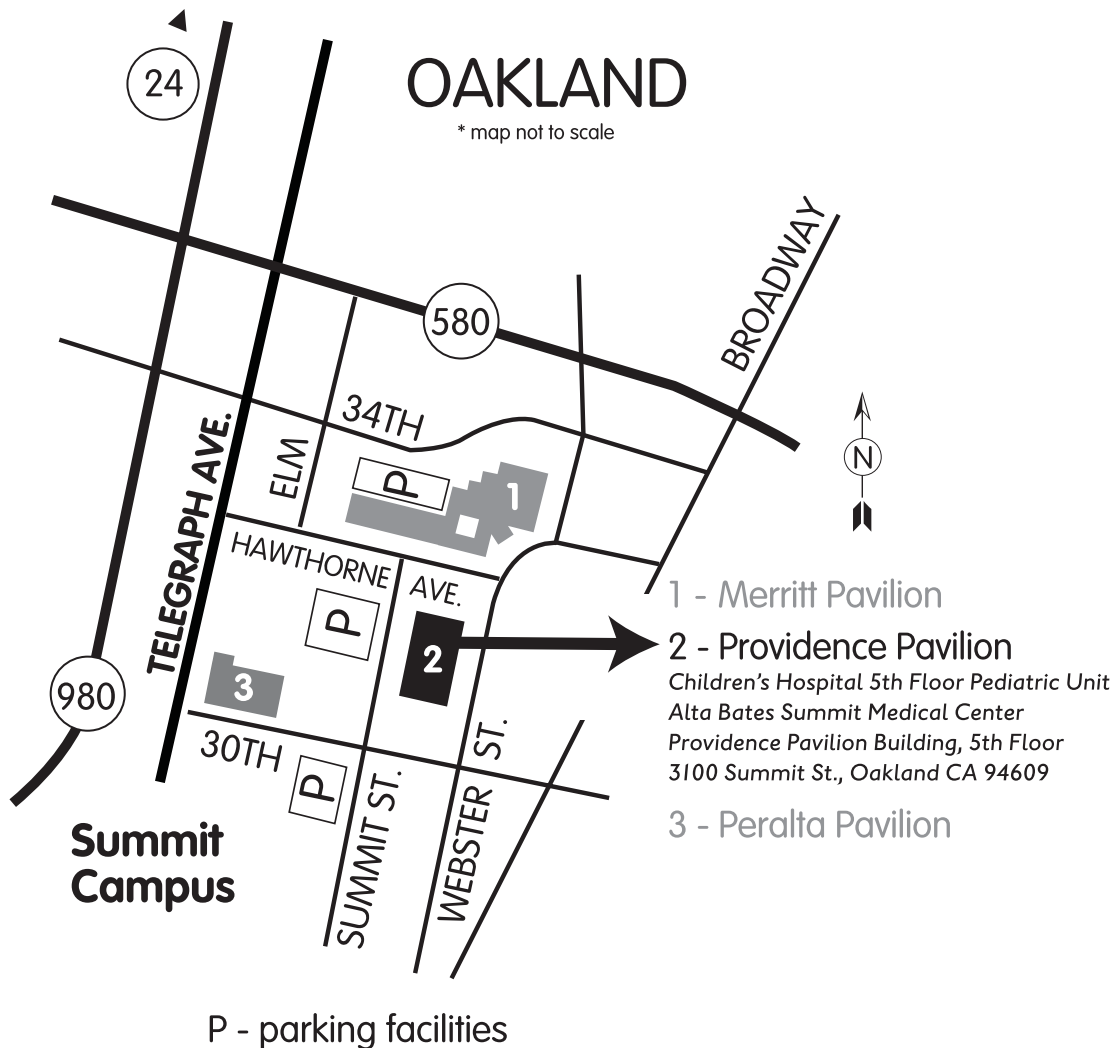 24
OAKLAND
* map not to scale
BROADWAY
580
34TH
TELEGRAPH AVE.
ELM
P
1
N
HAWTHORNE AVE.
P
2
3
980
1 - Merritt Pavilion
2 - Providence Pavilion
Children's Hospital 5th Floor Pediatric Unit
Alta Bates Summit Medical Center
Providence Pavilion Building, 5th Floor
3100 Summit St., Oakland CA 94609
3 - Peralta Pavilion
30TH
P
SUMMIT ST.
WEBSTER ST.
Summit
Campus
P - parking facilities